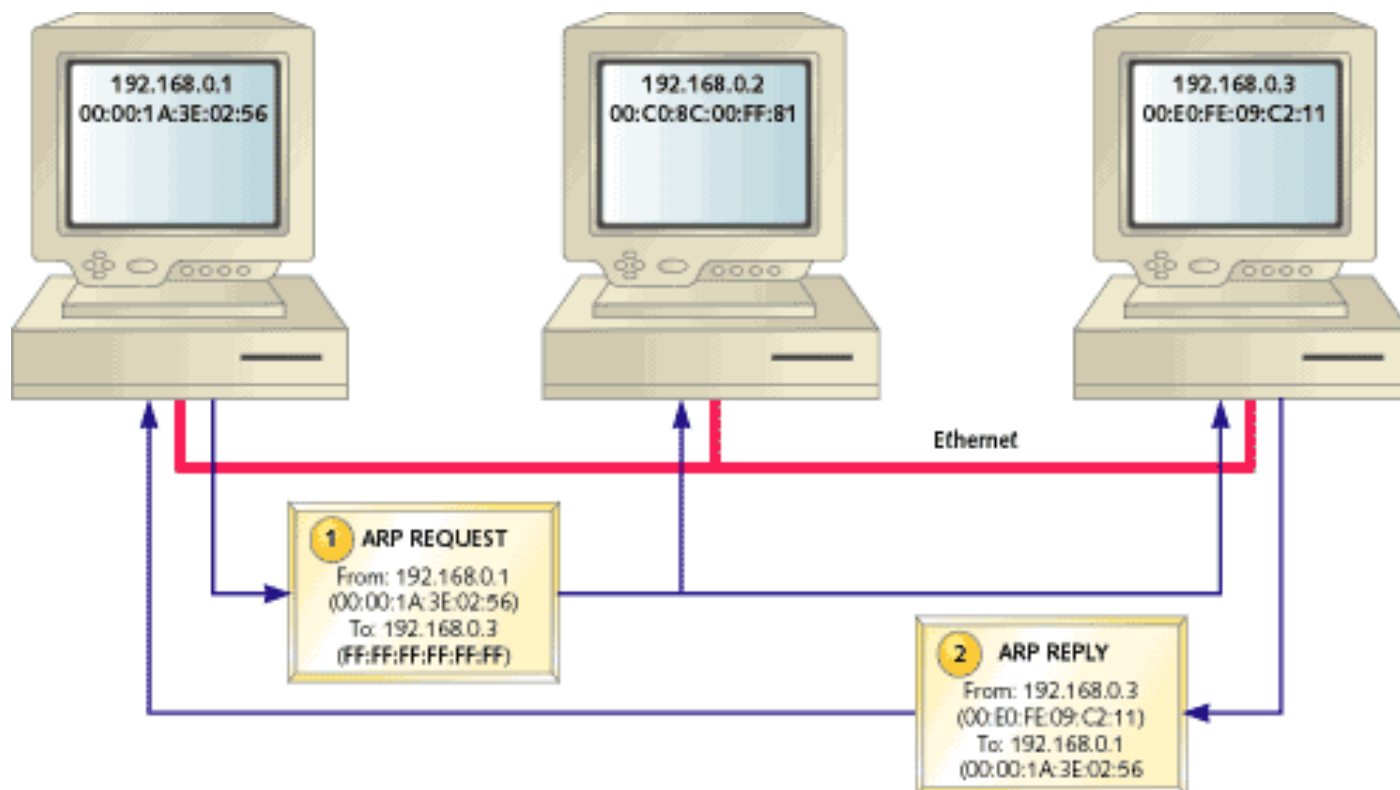 192.168.0.1
00:00:1A:3E:02:56
192.168.0.2
00:C0:8C:00:FF:81
192.168.0.3
00:E0:FE:09:C2:11
Ethernet
1 ARP REQUEST
From: 192.168.0.1
(00:00:1A:3E:02:56)
To: 192.168.0.3
(FF:FF:FF:FF:FF:FF)
2 ARP REPLY
From: 192.168.0.3
(00:E0:FE:09:C2:11)
To: 192.168.0.1
(00:00:1A:3E:02:56